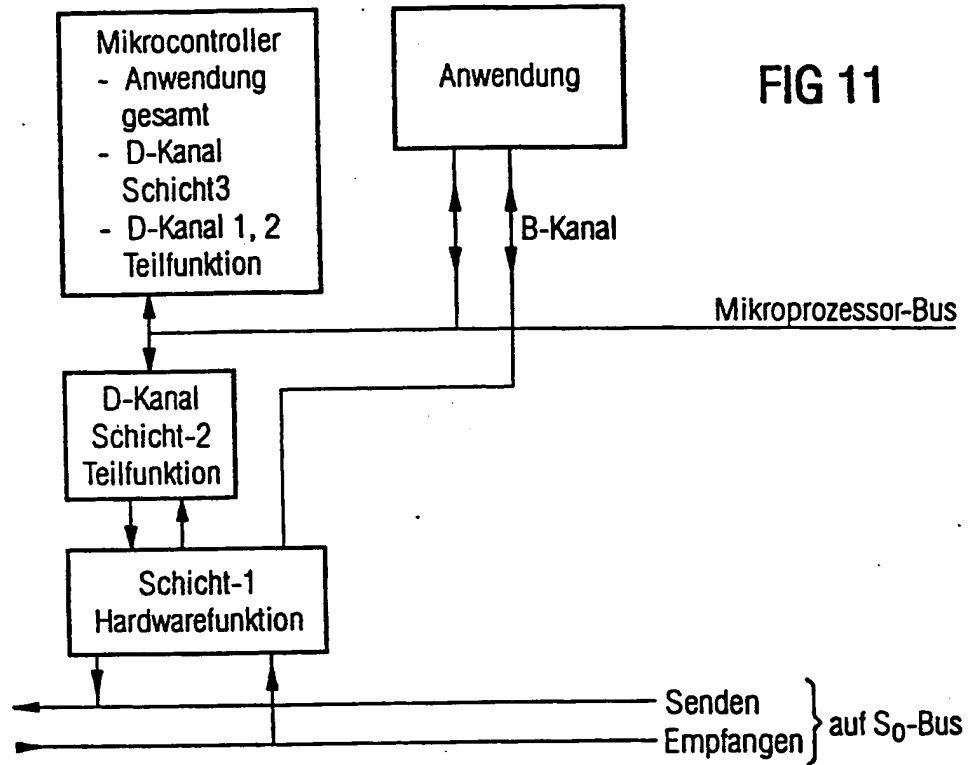 Mikrocontroller
- Anwendung
gesamt
- D-Kanal
Schicht3
- D-Kanal 1, 2
Teilfunktion
Anwendung
FIG 11
B-Kanal
Mikroprozessor-Bus
D-Kanal
Schicht-2
Teilfunktion
Schicht-1
Hardwarefunktion
Senden
Empfangen
auf S₀-Bus